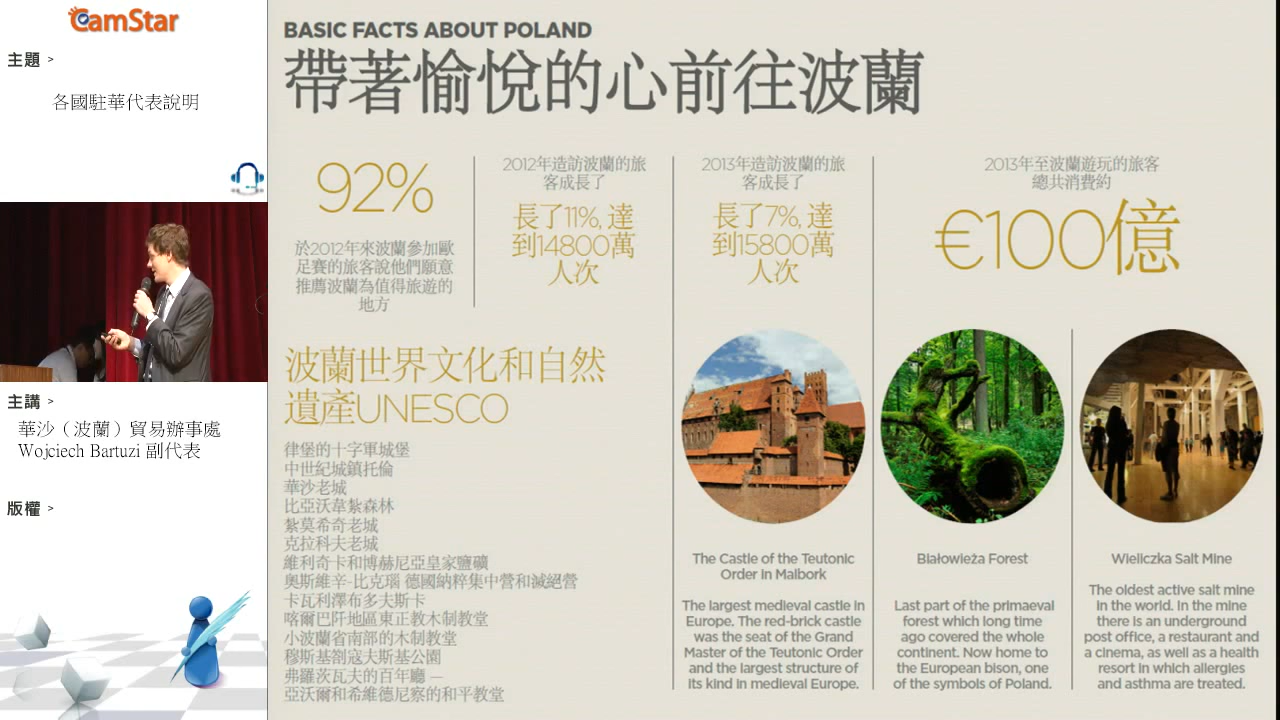 CamStar
主題 >
各國駐華代表說明
主講 >
華沙（波蘭）貿易辦事處
Wojciech Bartuzi 副代表
版權 >
BASIC FACTS ABOUT POLAND
帶著愉悅的心前往波蘭
92%
於2012年來波蘭參加歐
足賽的旅客說他們願意
推薦波蘭為值得旅遊的
地方
2012年造訪波蘭的旅
客成長了
長了11%, 達
到14800萬
人次
2013年造訪波蘭的旅
客成長了
長了7%, 達
到15800萬
人次
2013年至波蘭遊玩的旅客
總共消費約
€100億
波蘭世界文化和自然
遺產UNESCO
律堡的十字軍城堡
中世紀城鎮托倫
華沙老城
比亞沃韋紮森林
紮莫希奇老城
克拉科夫老城
維利奇卡和博赫尼亞皇家鹽礦
奧斯維辛-比克瑙 德國納粹集中營和滅絕營
卡瓦利澤布多夫斯卡
喀爾巴阡地區東正教木制教堂
小波蘭省南部的木制教堂
穆斯基劄寇夫斯基公園
弗羅茨瓦夫的百年廳 —
亞沃爾和希維德尼察的和平教堂
The Castle of the Teutonic
Order in Malbork
The largest medieval castle in
Europe. The red-brick castle
was the seat of the Grand
Master of the Teutonic Order
and the largest structure of
its kind in medieval Europe.
Białowieża Forest
Last part of the primaeval
forest which long time
ago covered the whole
continent. Now home to
the European bison, one
of the symbols of Poland.
Wieliczka Salt Mine
The oldest active salt mine
in the world. In the mine
there is an underground
post office, a restaurant and
a cinema, as well as a health
resort in which allergies
and asthma are treated.